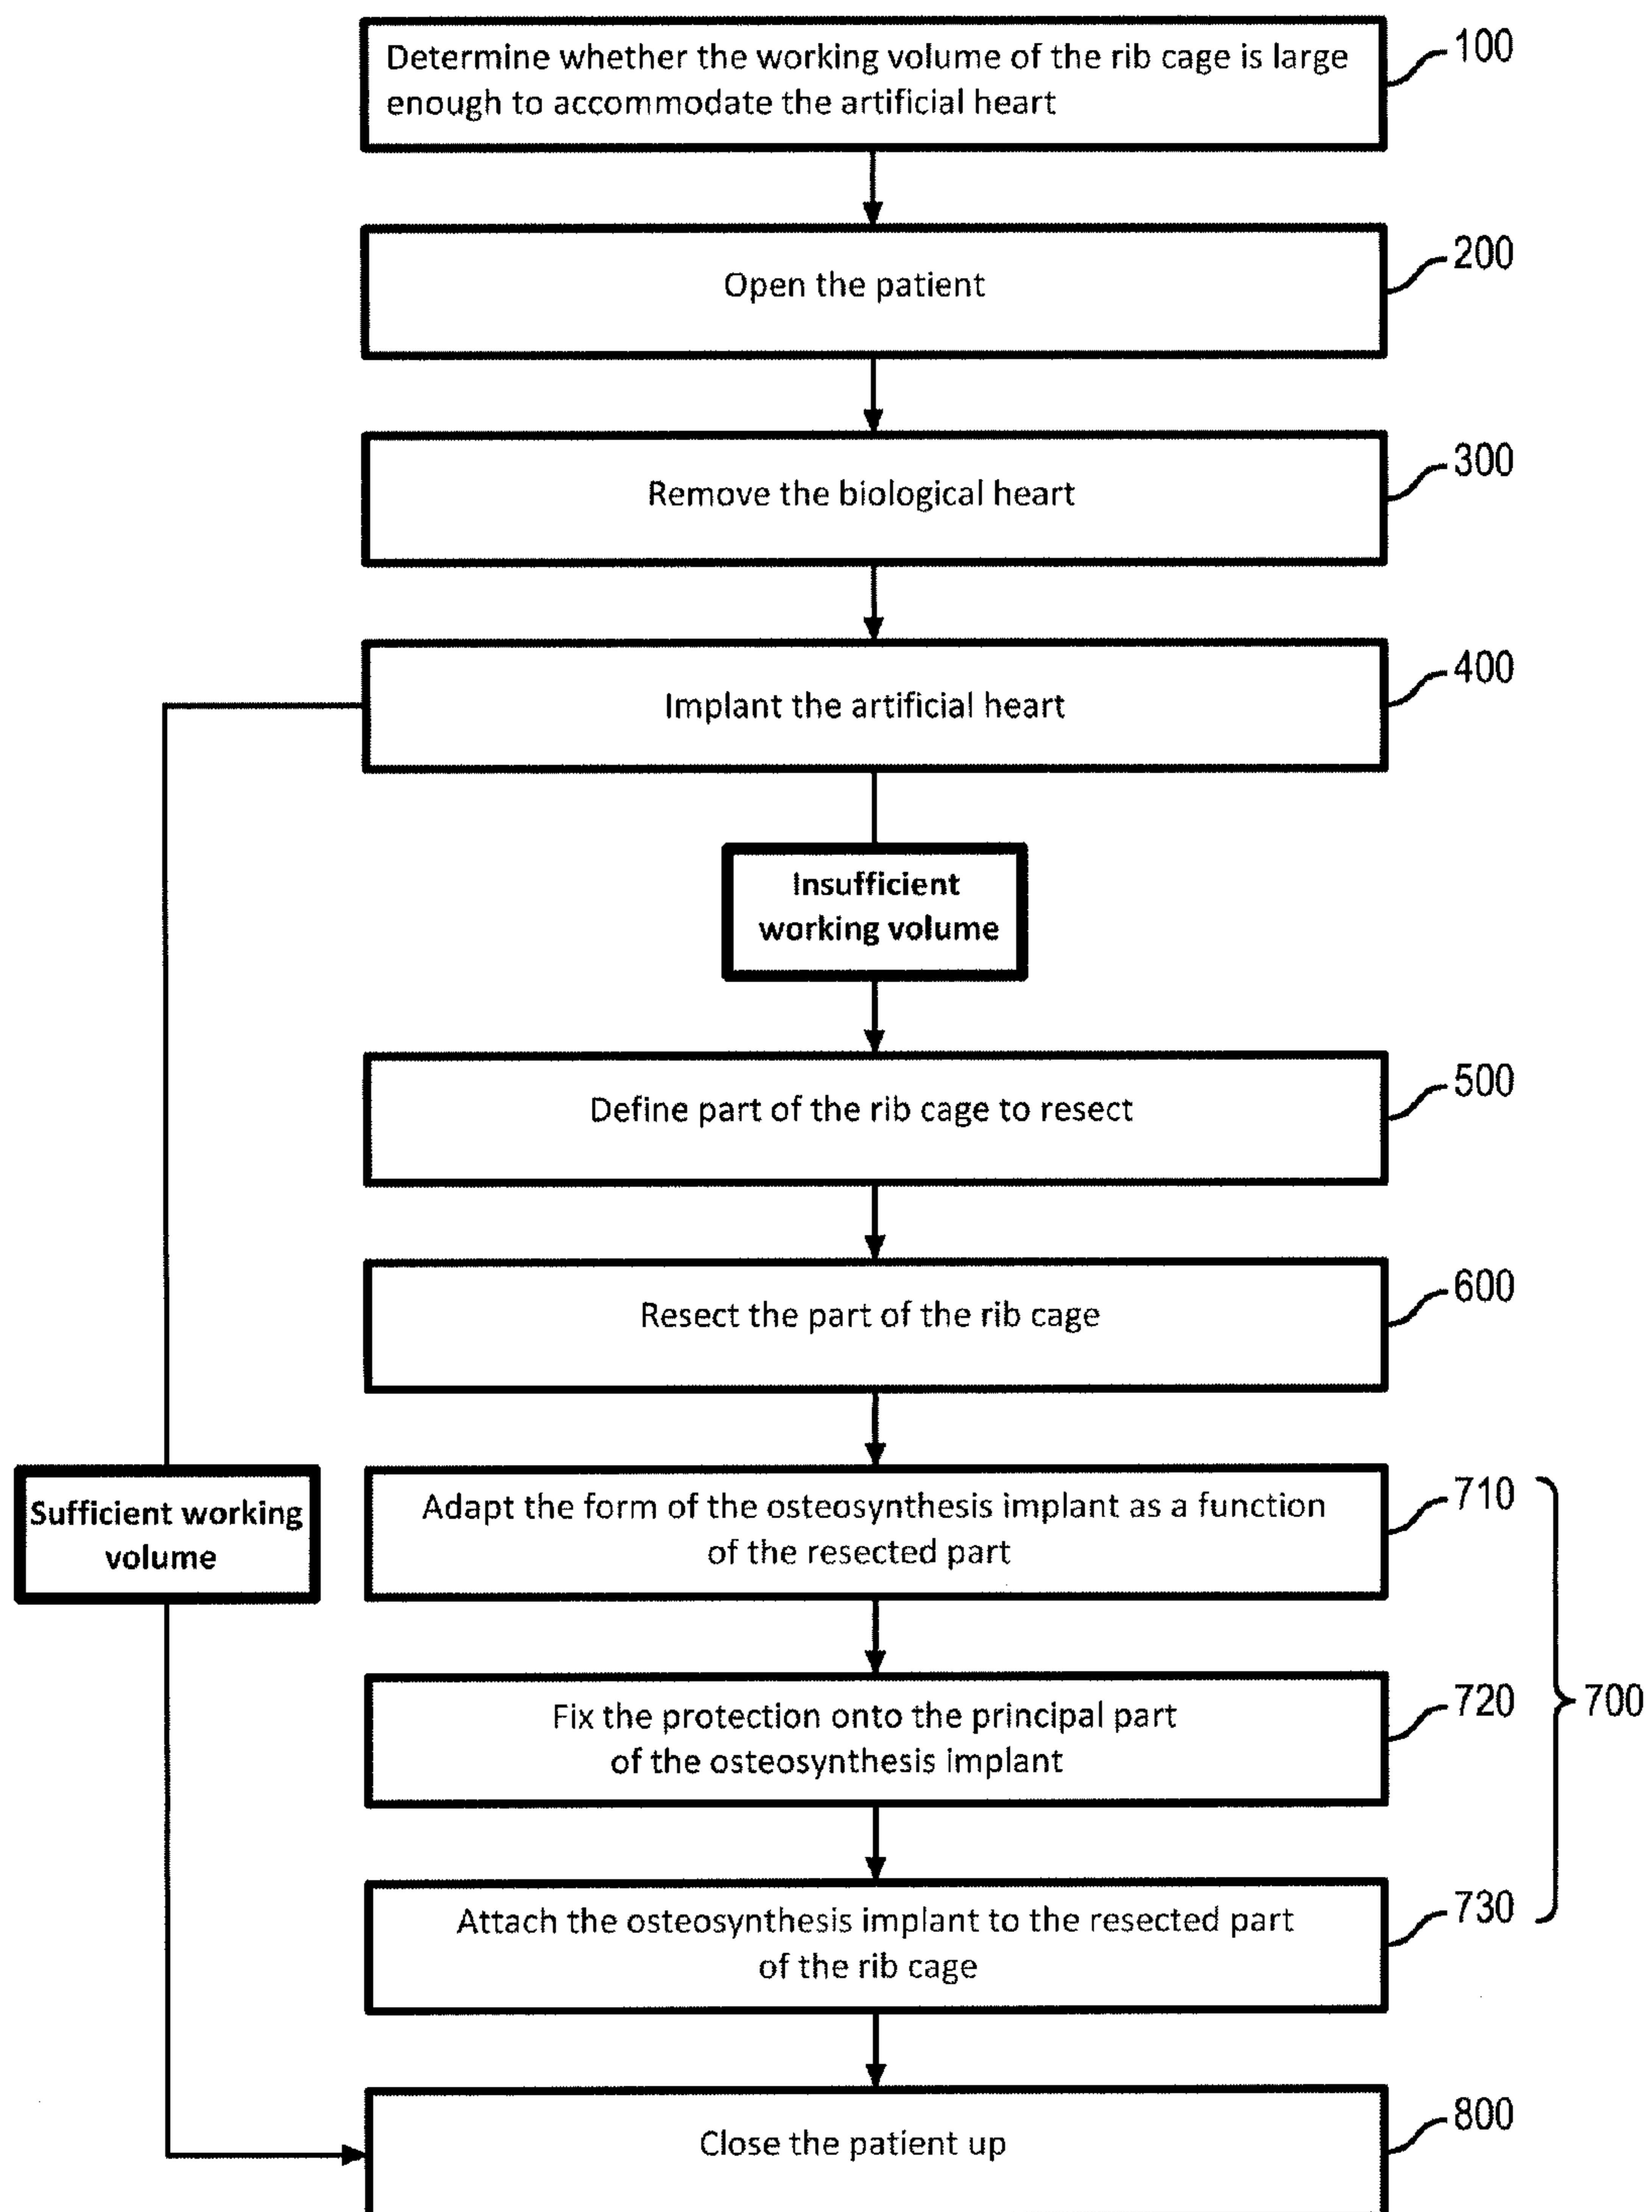 Determine whether the working volume of the rib cage is large
enough to accommodate the artificial heart
100
Open the patient
200
Remove the biological heart
300
Implant the artificial heart
400
Insufficient
working volume
Define part of the rib cage to resect
500
Resect the part of the rib cage
600
Sufficient working
volume
Adapt the form of the osteosynthesis implant as a function
of the resected part
710
Fix the protection onto the principal part
of the osteosynthesis implant
720
700
Attach the osteosynthesis implant to the resected part
of the rib cage
730
Close the patient up
800